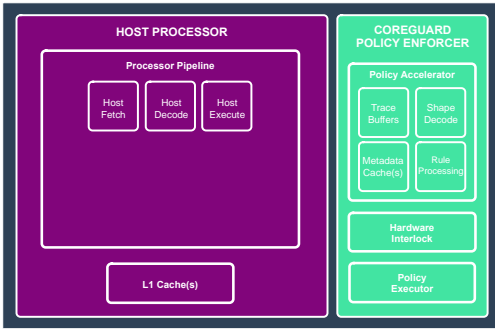 HOST PROCESSOR
Processor Pipeline
Host
Fetch
Host
Decode
Host
Execute
L1 Cache(s)
COREGUARD
POLICY ENFORCER
Policy Accelerator
Trace
Buffers
Shape
Decode
Metadata
Cache(s)
Rule
Processing
Hardware
Interlock
Policy
Executor